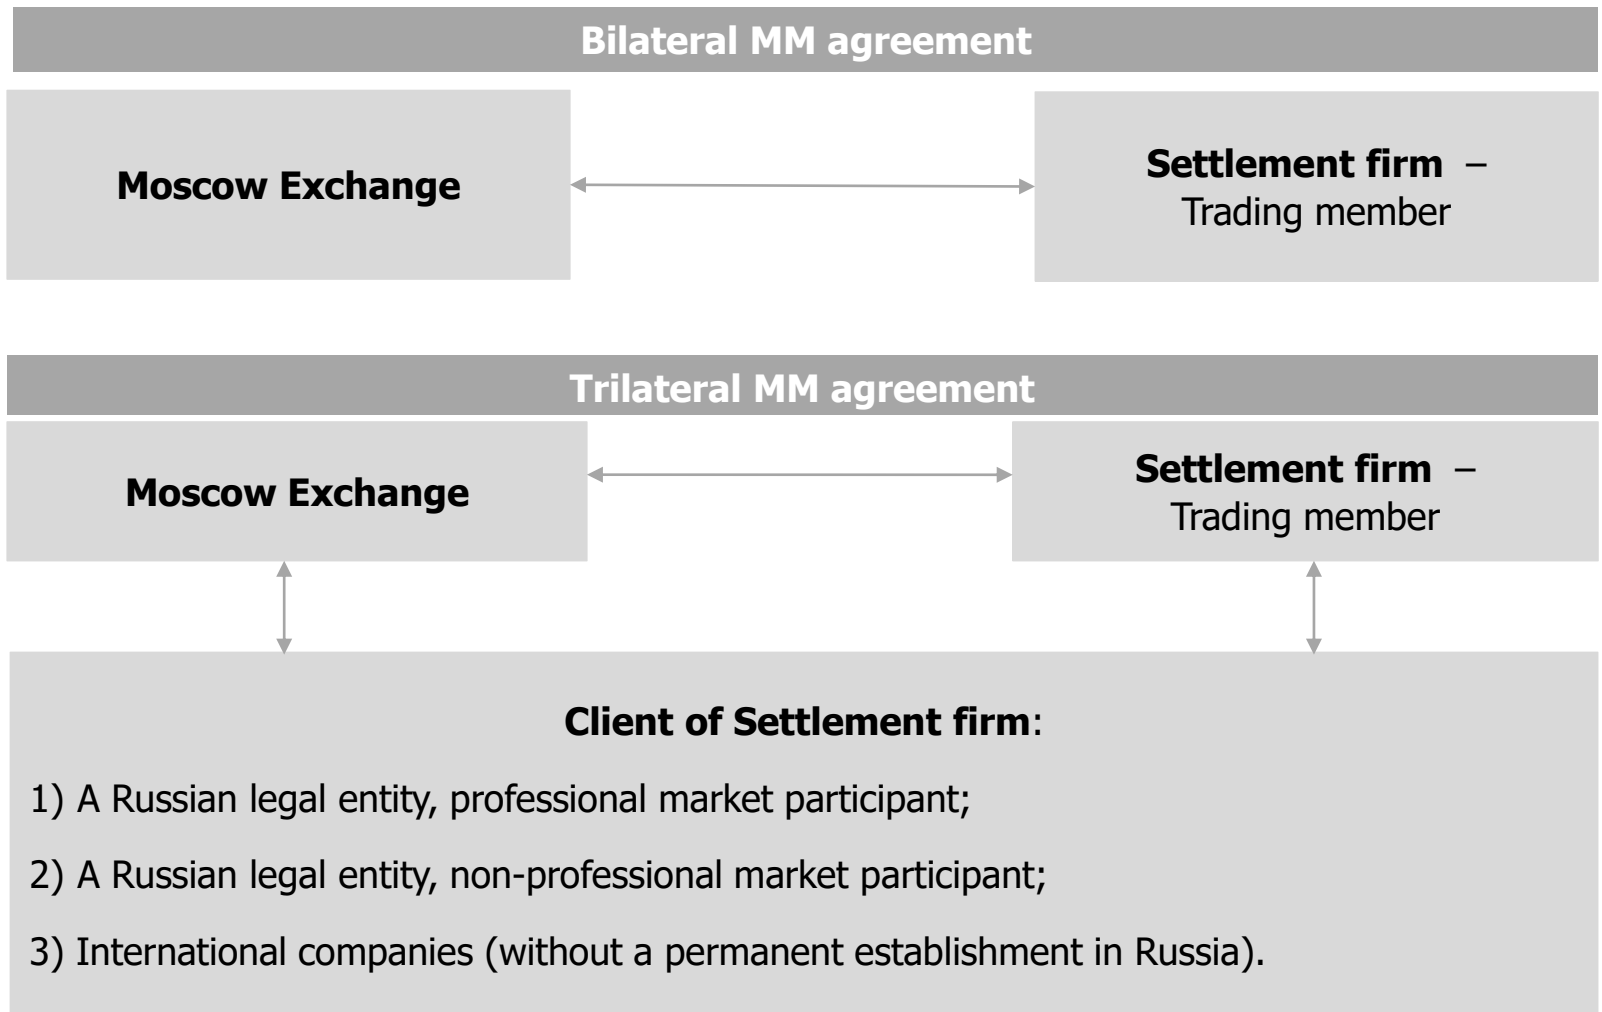 Bilateral MM agreement
Moscow Exchange
Settlement firm –
Trading member
Trilateral MM agreement
Moscow Exchange
Settlement firm –
Trading member
Client of Settlement firm:
1) A Russian legal entity, professional market participant;
2) A Russian legal entity, non-professional market participant;
3) International companies (without a permanent establishment in Russia).